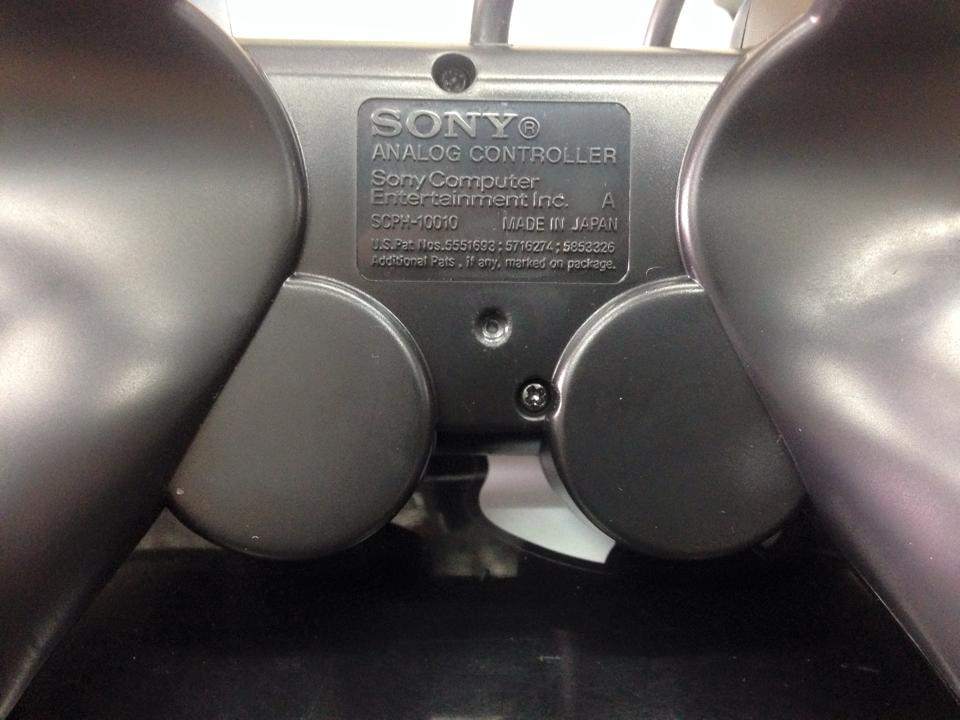 SONY®
ANALOG CONTROLLER
Sony Computer
Entertainment Inc. A
SCPH-10010 MADE IN JAPAN
U.S.Pat Nos.5551693 ; 5716274 ; 5853326
Additional Pats., if any, marked on package.